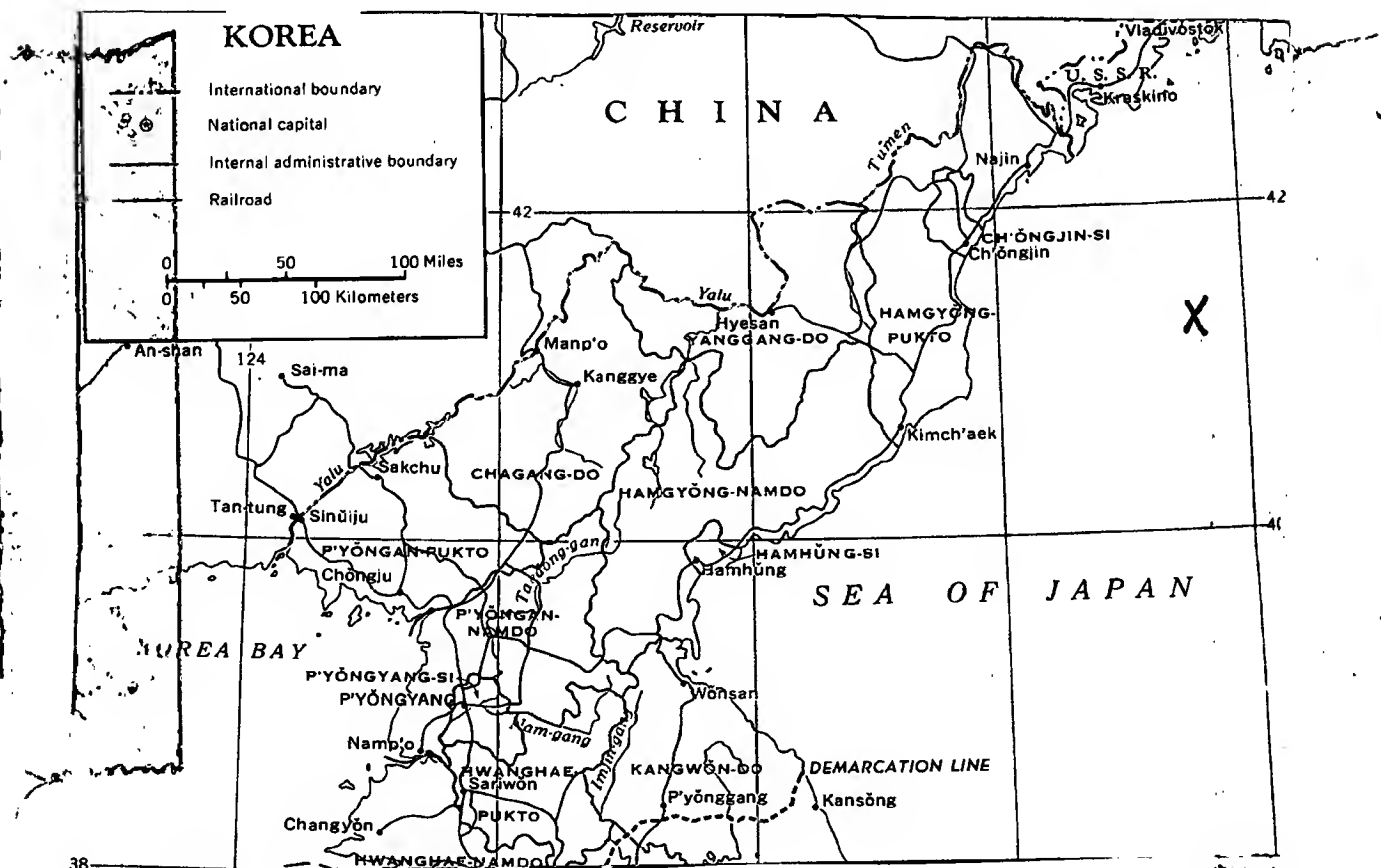 KOREA
International boundary
National capital
Internal administrative boundary
Railroad
0 50 100 Miles
0 50 100 Kilometers
Reservoir
Vladivostok
U. S. S. R.
Kraskino
CHINA
Tumen
Najin
42
42
CH'ŎNGJIN-SI
Ch'ŏngjin
Yalu
Hyesan
YANGGANG-DO
HAMGYŎNG-
PUKTO
X
An-shan
124
Manp'o
Sai-ma
Kanggye
Kimch'aek
Yalu
Sakchu
CHAGANG-DO
HAMGYŎNG-NAMDO
Tan-tung
Sinŭiju
40
P'YŎNGAN-PUKTO
HAMHŬNG-SI
Hamhŭng
Chŏngju
SEA OF JAPAN
P'YŎNGAN-
NAMDO
BAY
P'YŎNGYANG-SI
P'YŎNGYANG
Wŏnsan
Nam-gang
Imjin-gang
Namp'o
HWANGHAE-
PUKTO
Sariwŏn
KANGWŎN-DO
DEMARCATION LINE
P'yŏnggang
Kansŏng
Changyŏn
38
HWANGHAE-NAMDO